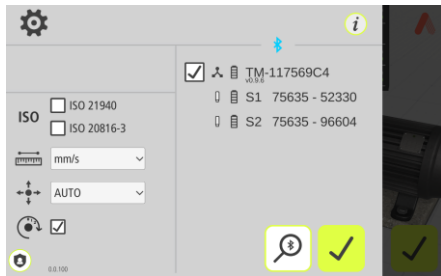 i
TM-117569C4
v0.9.6
ISO 21940
S1 75635 - 52330
ISO
ISO 20816-3
S2 75635 - 96604
mm/s
AUTO
0.0.100